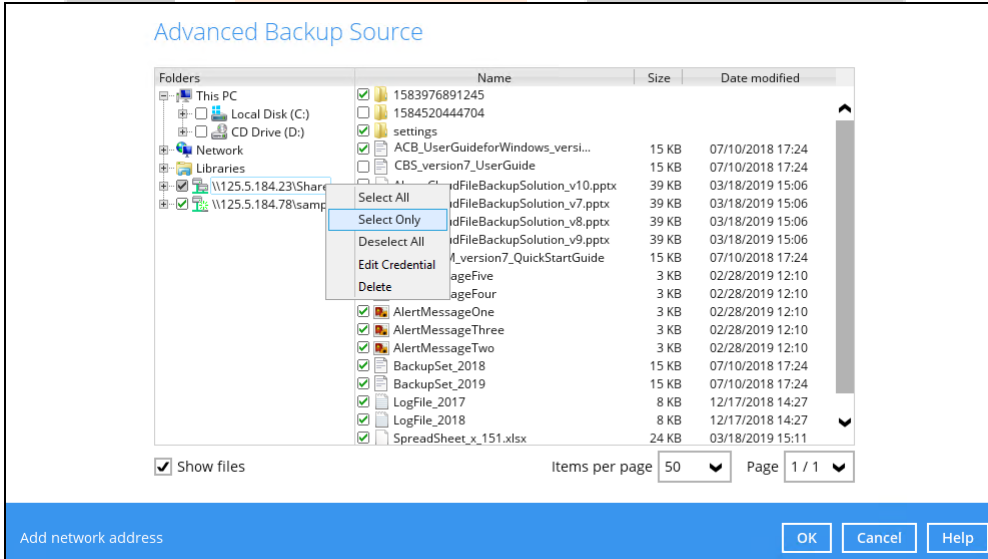 Advanced Backup Source
Folders Name Size Date modified
This PC
Local Disk (C:)
CD Drive (D:)
Network
Libraries
\\125.5.184.23\Share
\\125.5.184.78\samp
1583976891245
1584520444704
settings
ACB_UserGuideforWindows_versi... 15 KB 07/10/2018 17:24
CBS_version7_UserGuide 15 KB 07/10/2018 17:24
dFileBackupSolution_v10.pptx 39 KB 03/18/2019 15:06
dFileBackupSolution_v7.pptx 39 KB 03/18/2019 15:06
dFileBackupSolution_v8.pptx 39 KB 03/18/2019 15:06
dFileBackupSolution_v9.pptx 39 KB 03/18/2019 15:06
M_version7_QuickStartGuide 15 KB 07/10/2018 17:24
ageFive 3 KB 02/28/2019 12:10
ageFour 3 KB 02/28/2019 12:10
AlertMessageOne 3 KB 02/28/2019 12:10
AlertMessageThree 3 KB 02/28/2019 12:10
AlertMessageTwo 3 KB 02/28/2019 12:10
BackupSet_2018 15 KB 07/10/2018 17:24
BackupSet_2019 15 KB 07/10/2018 17:24
LogFile_2017 8 KB 12/17/2018 14:27
LogFile_2018 8 KB 12/17/2018 14:27
SpreadSheet_x_151.xlsx 24 KB 03/18/2019 15:11
Select All
Select Only
Deselect All
Edit Credential
Delete
Show files Items per page 50 Page 1 / 1
Add network address OK Cancel Help